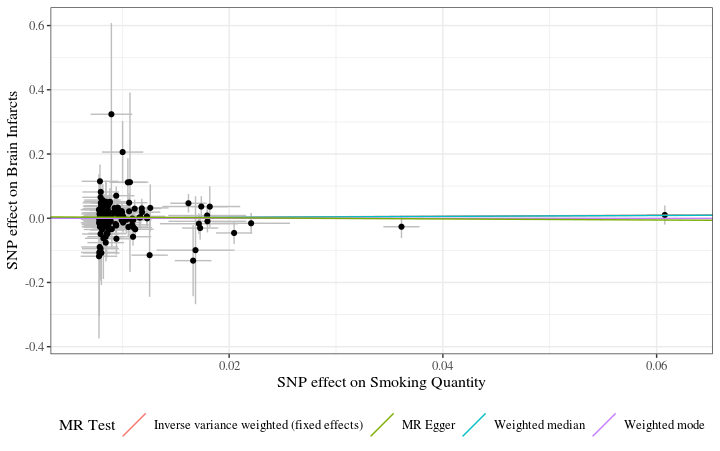 0.6
0.4
0.2
0.0
-0.2
-0.4
SNP effect on Brain Infarcts
0.02
0.04
0.06
SNP effect on Smoking Quantity
MR Test
Inverse variance weighted (fixed effects)
MR Egger
Weighted median
Weighted mode